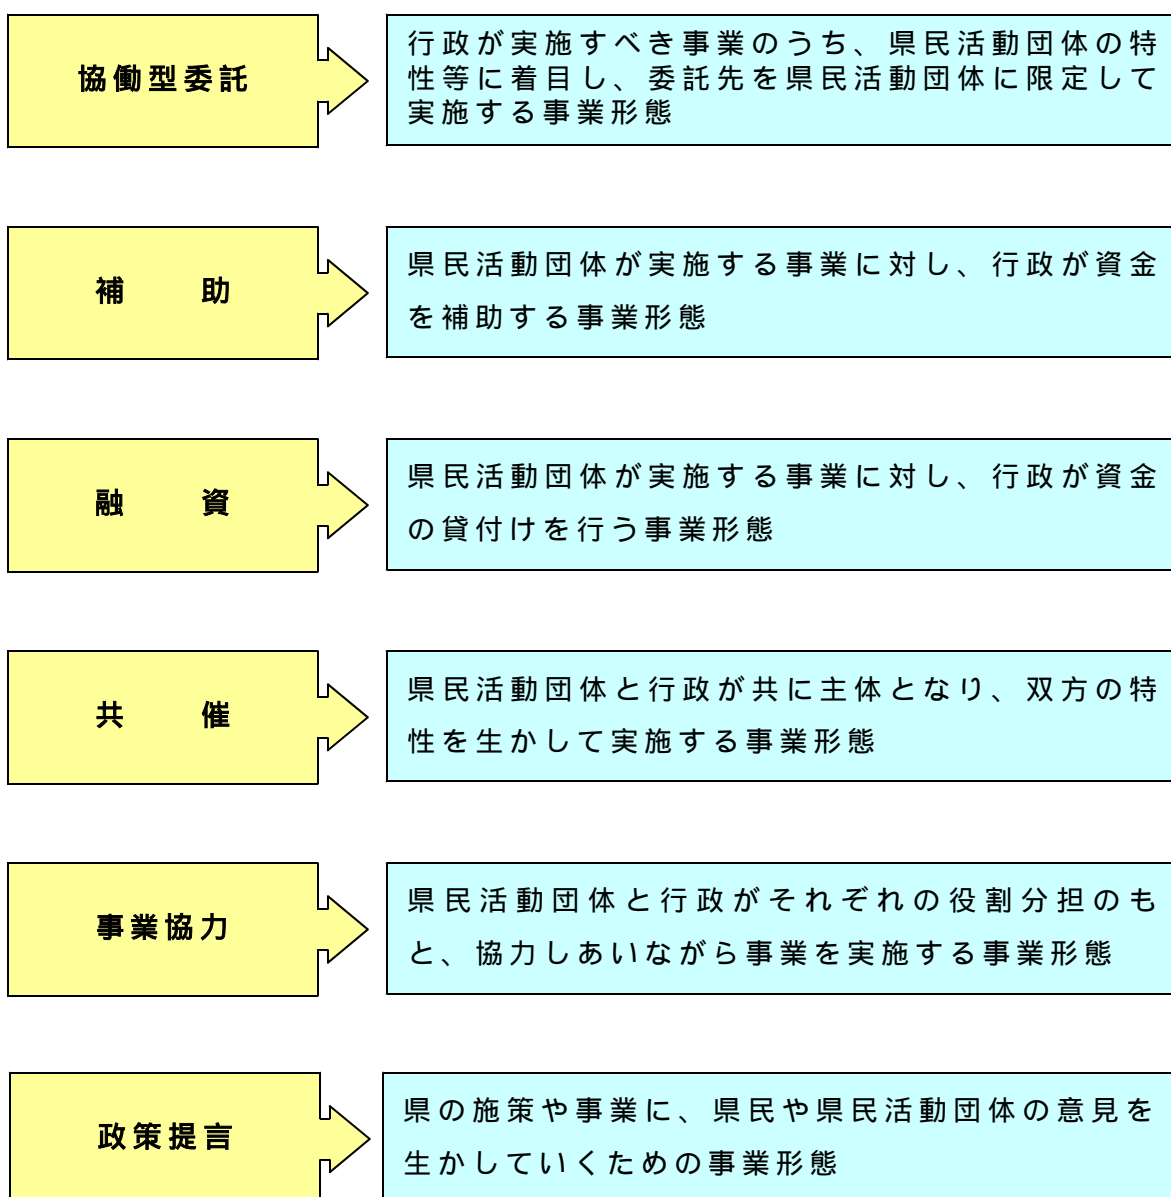 協働型委託
行政が実施すべき事業のうち、県民活動団体の特
性等に着目し、委託先を県民活動団体に限定して
実施する事業形態
補　助
県民活動団体が実施する事業に対し、行政が資金
を補助する事業形態
融　資
県民活動団体が実施する事業に対し、行政が資金
の貸付けを行う事業形態
共　催
県民活動団体と行政が共に主体となり、双方の特
性を生かして実施する事業形態
事業協力
県民活動団体と行政がそれぞれの役割分担のも
と、協力しあいながら事業を実施する事業形態
政策提言
県の施策や事業に、県民や県民活動団体の意見を
生かしていくための事業形態